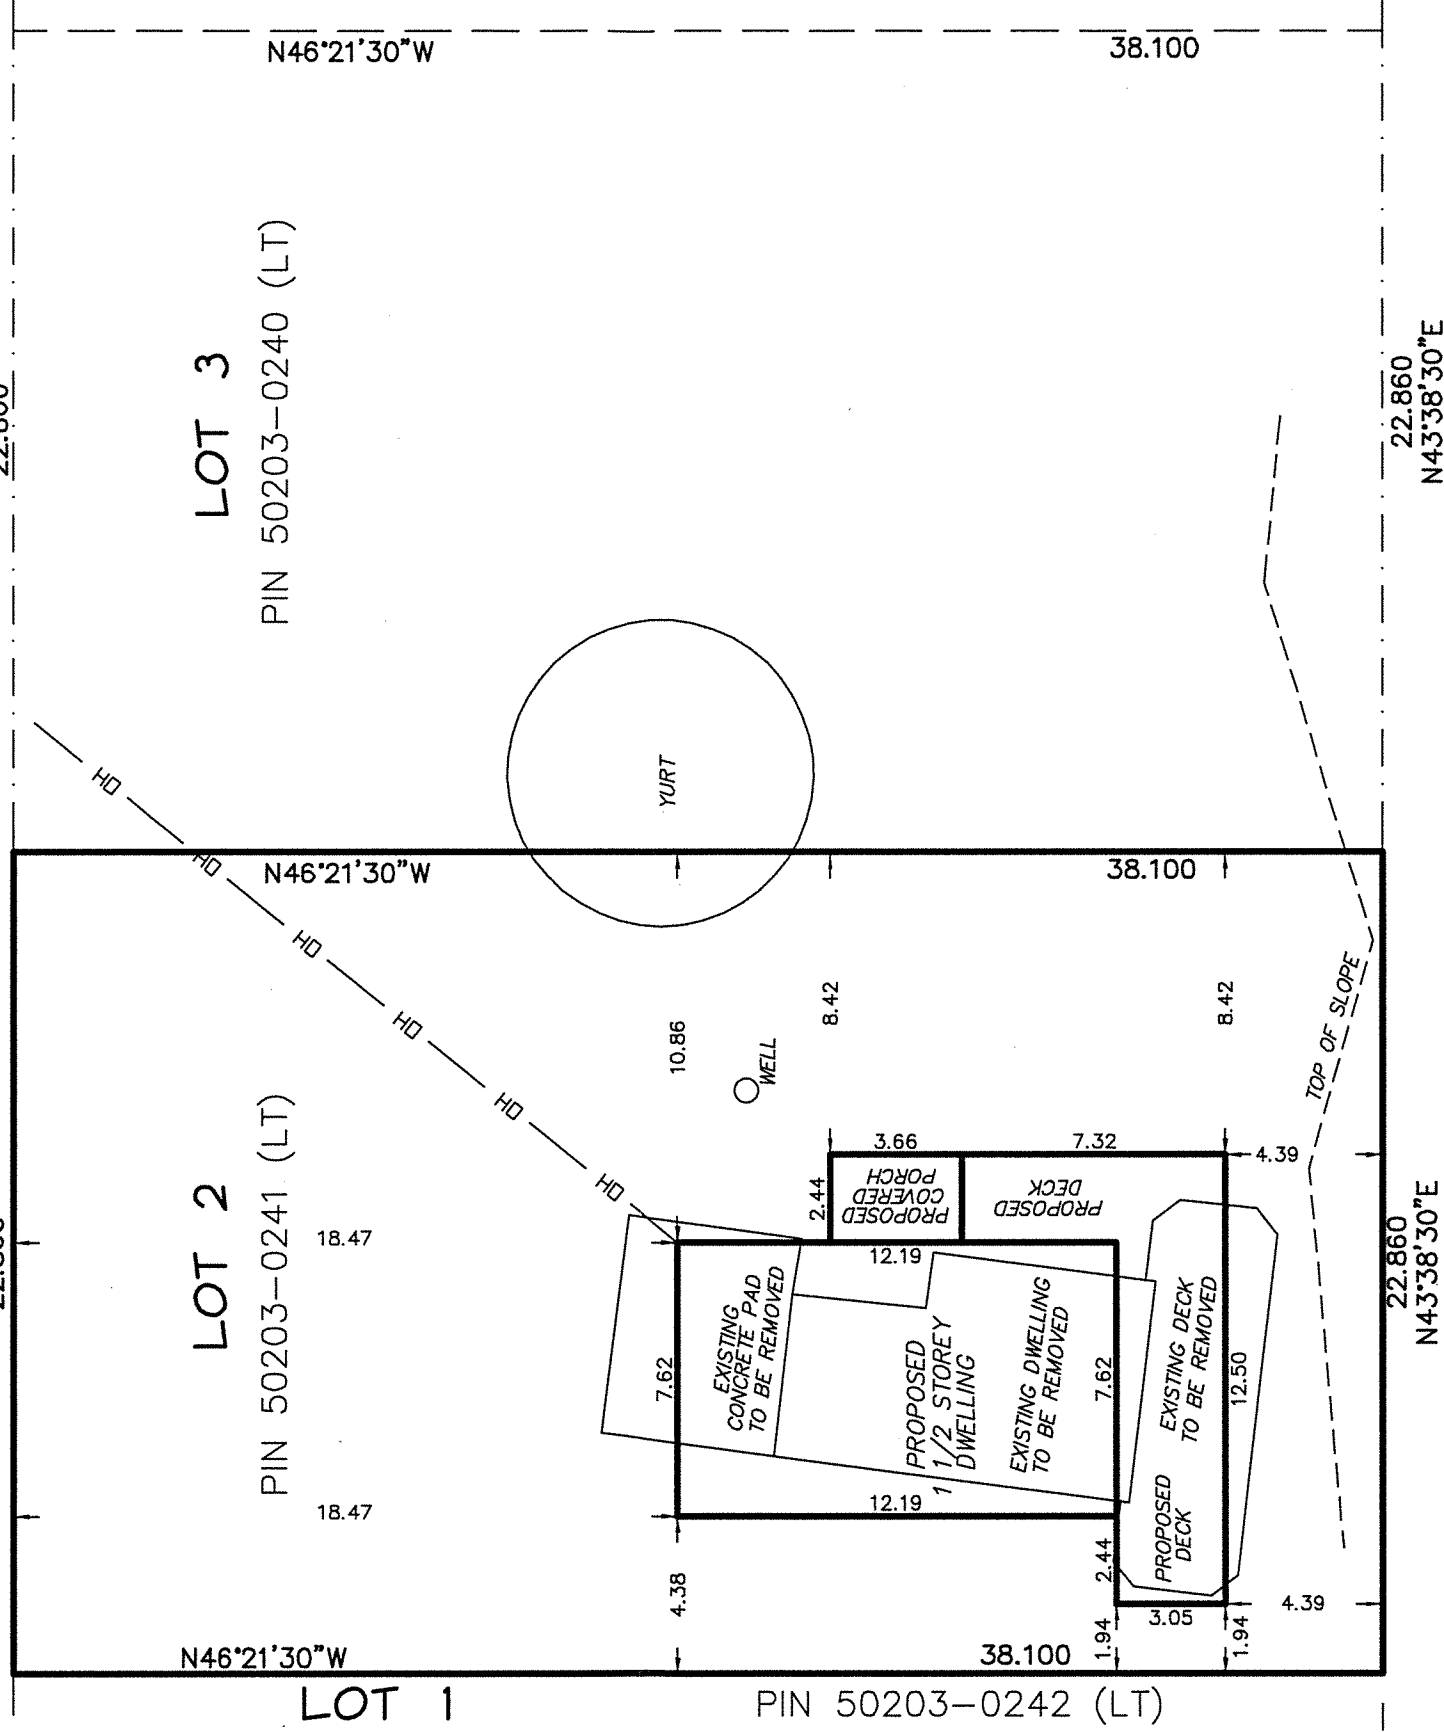 N46°21'30"W
38.100
LOT 3
PIN 50203-0240 (LT)
22.860
N43°38'30"E
YURT
HO
HO
HO
HO
HO
HO
N46°21'30"W
38.100
LOT 2
PIN 50203-0241 (LT)
10.86
8.42
8.42
WELL
TOP OF SLOPE
18.47
18.47
3.66
7.32
4.39
2.44
PROPOSED
COVERED
PORCH
PROPOSED
DECK
12.19
7.62
EXISTING
CONCRETE PAD
TO BE REMOVED
PROPOSED
1 1/2 STOREY
DWELLING
EXISTING DWELLING
TO BE REMOVED
7.62
EXISTING DECK
TO BE REMOVED
12.50
22.860
N43°38'30"E
12.19
PROPOSED
DECK
2.44
4.38
3.05
4.39
1.94
1.94
N46°21'30"W
38.100
LOT 1
PIN 50203-0242 (LT)